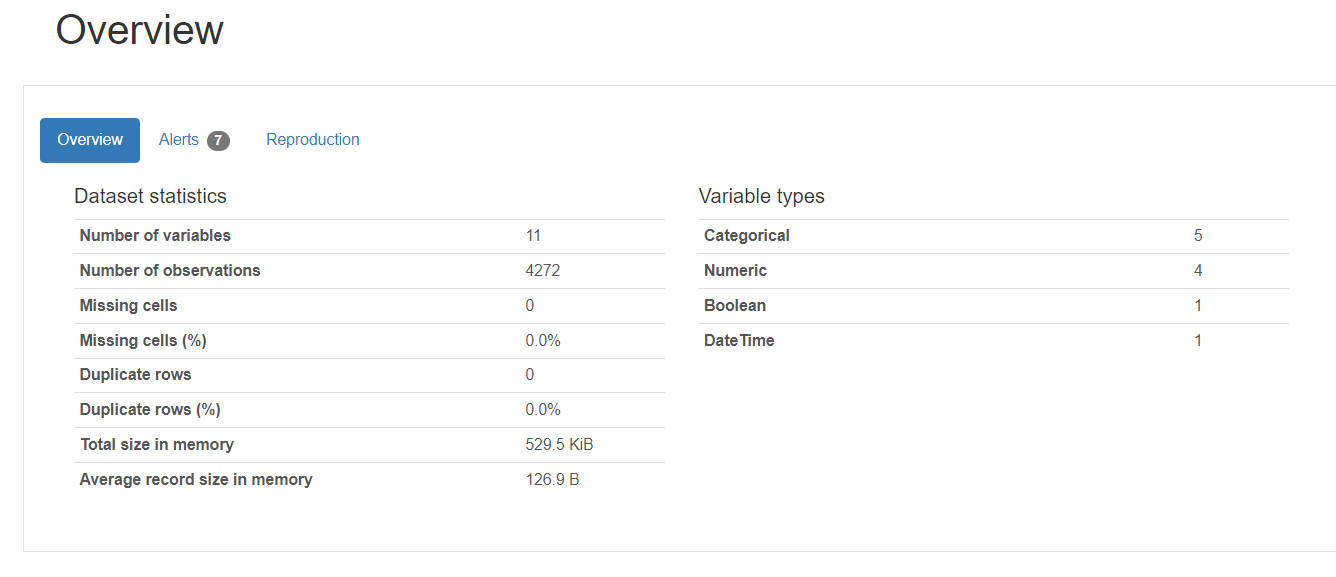 Overview
Overview Alerts 7 Reproduction
Dataset statistics
Number of variables 11
Number of observations 4272
Missing cells 0
Missing cells (%) 0.0%
Duplicate rows 0
Duplicate rows (%) 0.0%
Total size in memory 529.5 KiB
Average record size in memory 126.9 B
Variable types
Categorical 5
Numeric 4
Boolean 1
DateTime 1